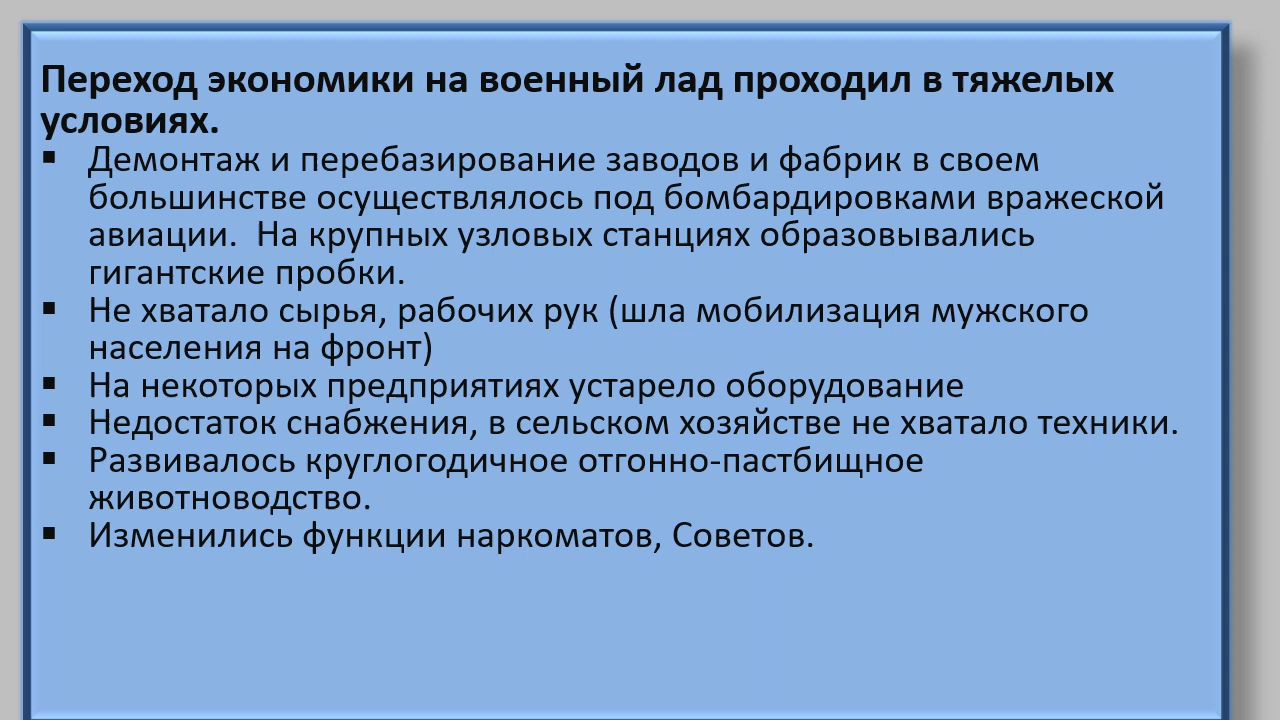 Переход экономики на военный лад проходил в тяжелых
условиях.
▪ Демонтаж и перебазирование заводов и фабрик в своем
большинстве осуществлялось под бомбардировками вражеской
авиации.  На крупных узловых станциях образовывались
гигантские пробки.
▪ Не хватало сырья, рабочих рук (шла мобилизация мужского
населения на фронт)
▪ На некоторых предприятиях устарело оборудование
▪ Недостаток снабжения, в сельском хозяйстве не хватало техники.
▪ Развивалось круглогодичное отгонно-пастбищное
животноводство.
▪ Изменились функции наркоматов, Советов.